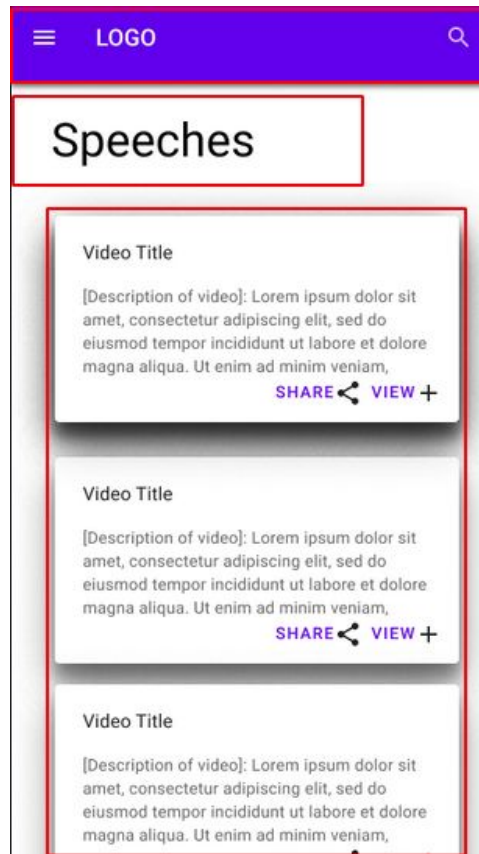 LOGO
Speeches
Video Title
[Description of video]: Lorem ipsum dolor sit
amet, consectetur adipiscing elit, sed do
eiusmod tempor incididunt ut labore et dolore
magna aliqua. Ut enim ad minim veniam,
SHARE VIEW
Video Title
[Description of video]: Lorem ipsum dolor sit
amet, consectetur adipiscing elit, sed do
eiusmod tempor incididunt ut labore et dolore
magna aliqua. Ut enim ad minim veniam,
SHARE VIEW
Video Title
[Description of video]: Lorem ipsum dolor sit
amet, consectetur adipiscing elit, sed do
eiusmod tempor incididunt ut labore et dolore
magna aliqua. Ut enim ad minim veniam,